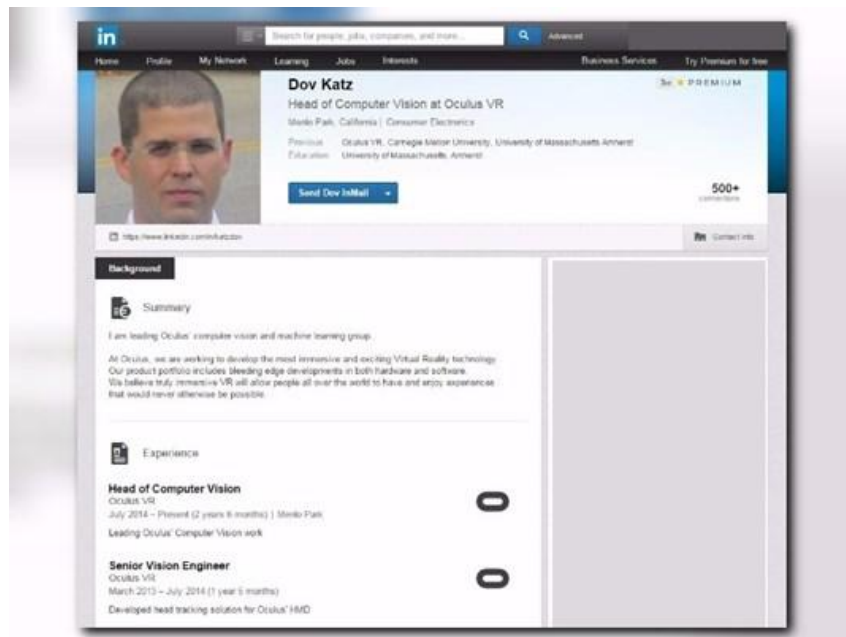 in
Search for people, jobs, companies, and more...
Advanced
Home Profile My Network Learning Jobs Interests Business Services Try Premium for free
Dov Katz
PREMIUM
Head of Computer Vision at Oculus VR
Menlo Park, California | Consumer Electronics
Previous Oculus VR, Carnegie Mellon University, University of Massachusetts Amherst
Education University of Massachusetts, Amherst
Send Dov InMail
500+
connections
Contact Info
Background
Summary
I am leading Oculus' computer vision and machine learning group.
At Oculus, we are working to develop the most immersive and exciting Virtual Reality technology.
Our product portfolio includes bleeding edge developments in both hardware and software.
We believe truly immersive VR will allow people all over the world to have and enjoy experiences
that would never otherwise be possible.
Experience
Head of Computer Vision
Oculus VR
July 2014 – Present (2 years 6 months) | Menlo Park
Leading Oculus' Computer Vision work
Senior Vision Engineer
Oculus VR
March 2013 – July 2014 (1 year 5 months)
Developed head tracking solution for Oculus' HMD